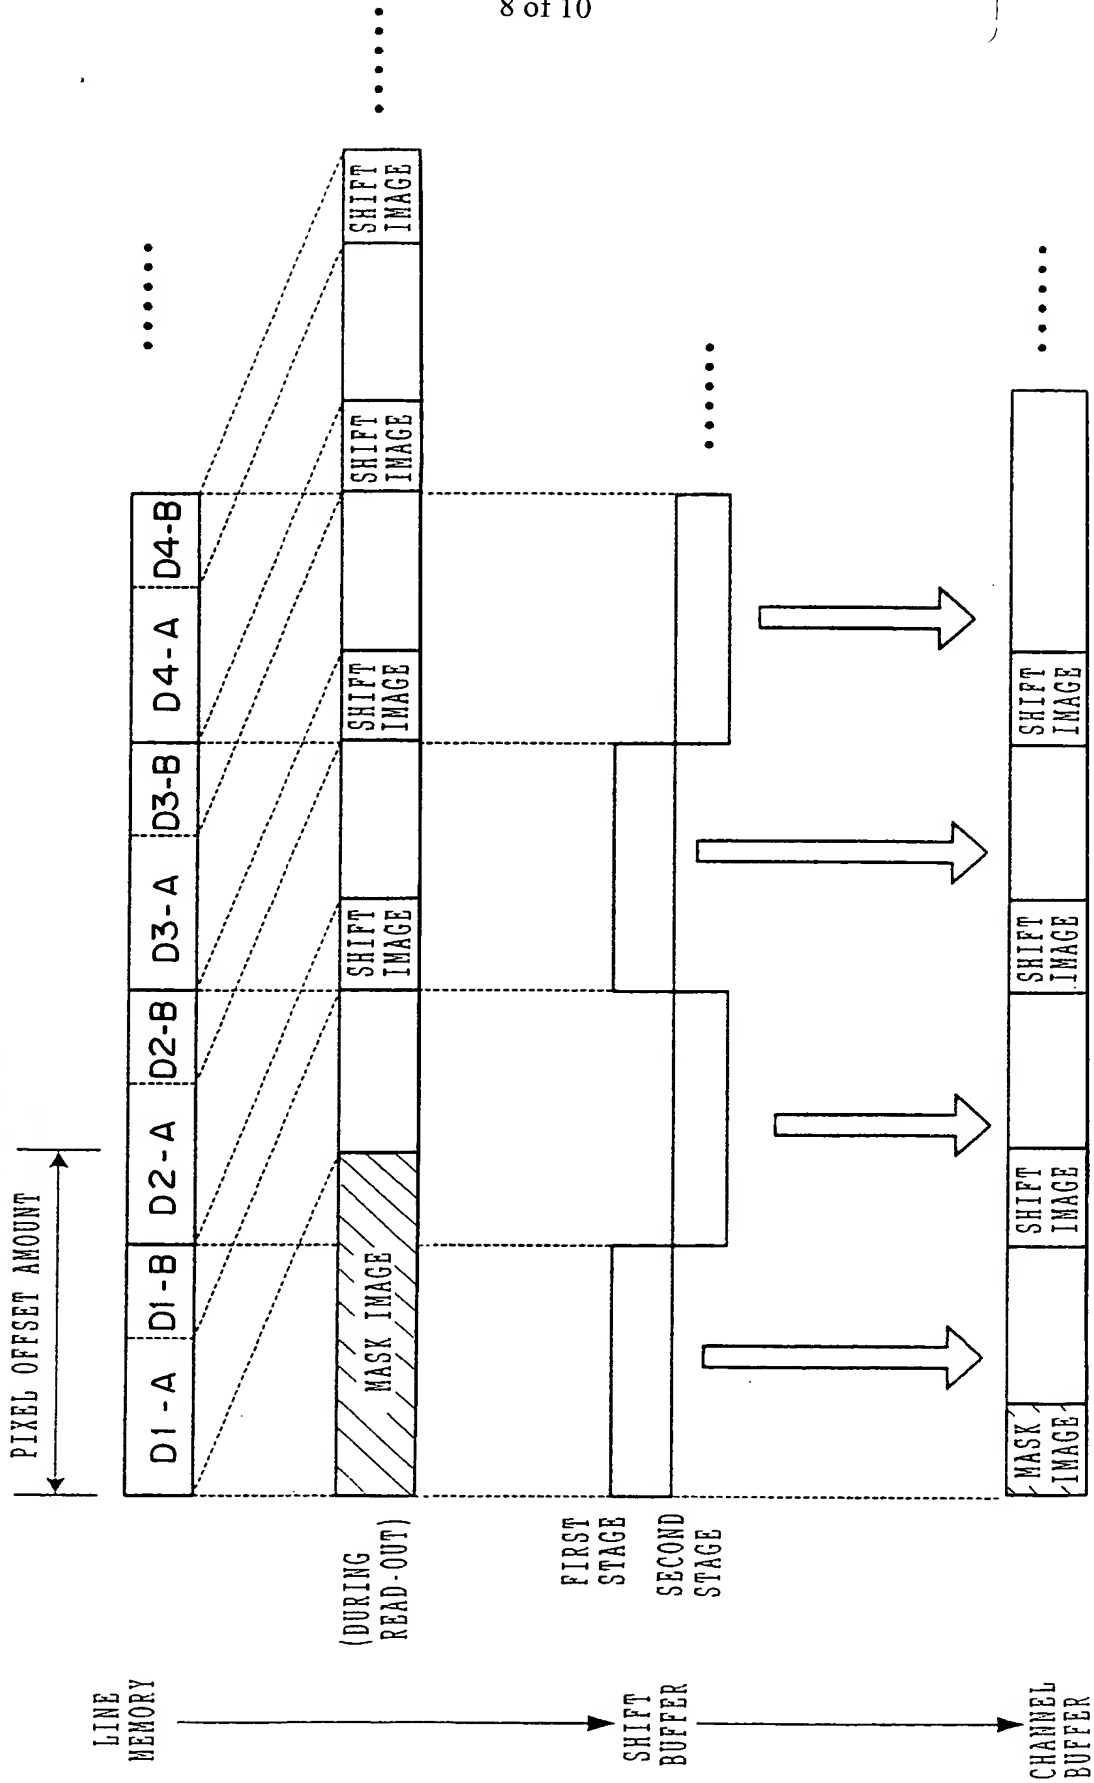 8 of 10
PIXEL OFFSET AMOUNT
LINE
MEMORY
D1-A
D1-B
D2-A
D2-B
D3-A
D3-B
D4-A
D4-B
......
(DURING
READ-OUT)
MASK IMAGE
SHIFT
IMAGE
SHIFT
IMAGE
SHIFT
IMAGE
SHIFT
IMAGE
......
SHIFT
BUFFER
FIRST
STAGE
SECOND
STAGE
......
CHANNEL
BUFFER
MASK
IMAGE
SHIFT
IMAGE
SHIFT
IMAGE
SHIFT
IMAGE
......